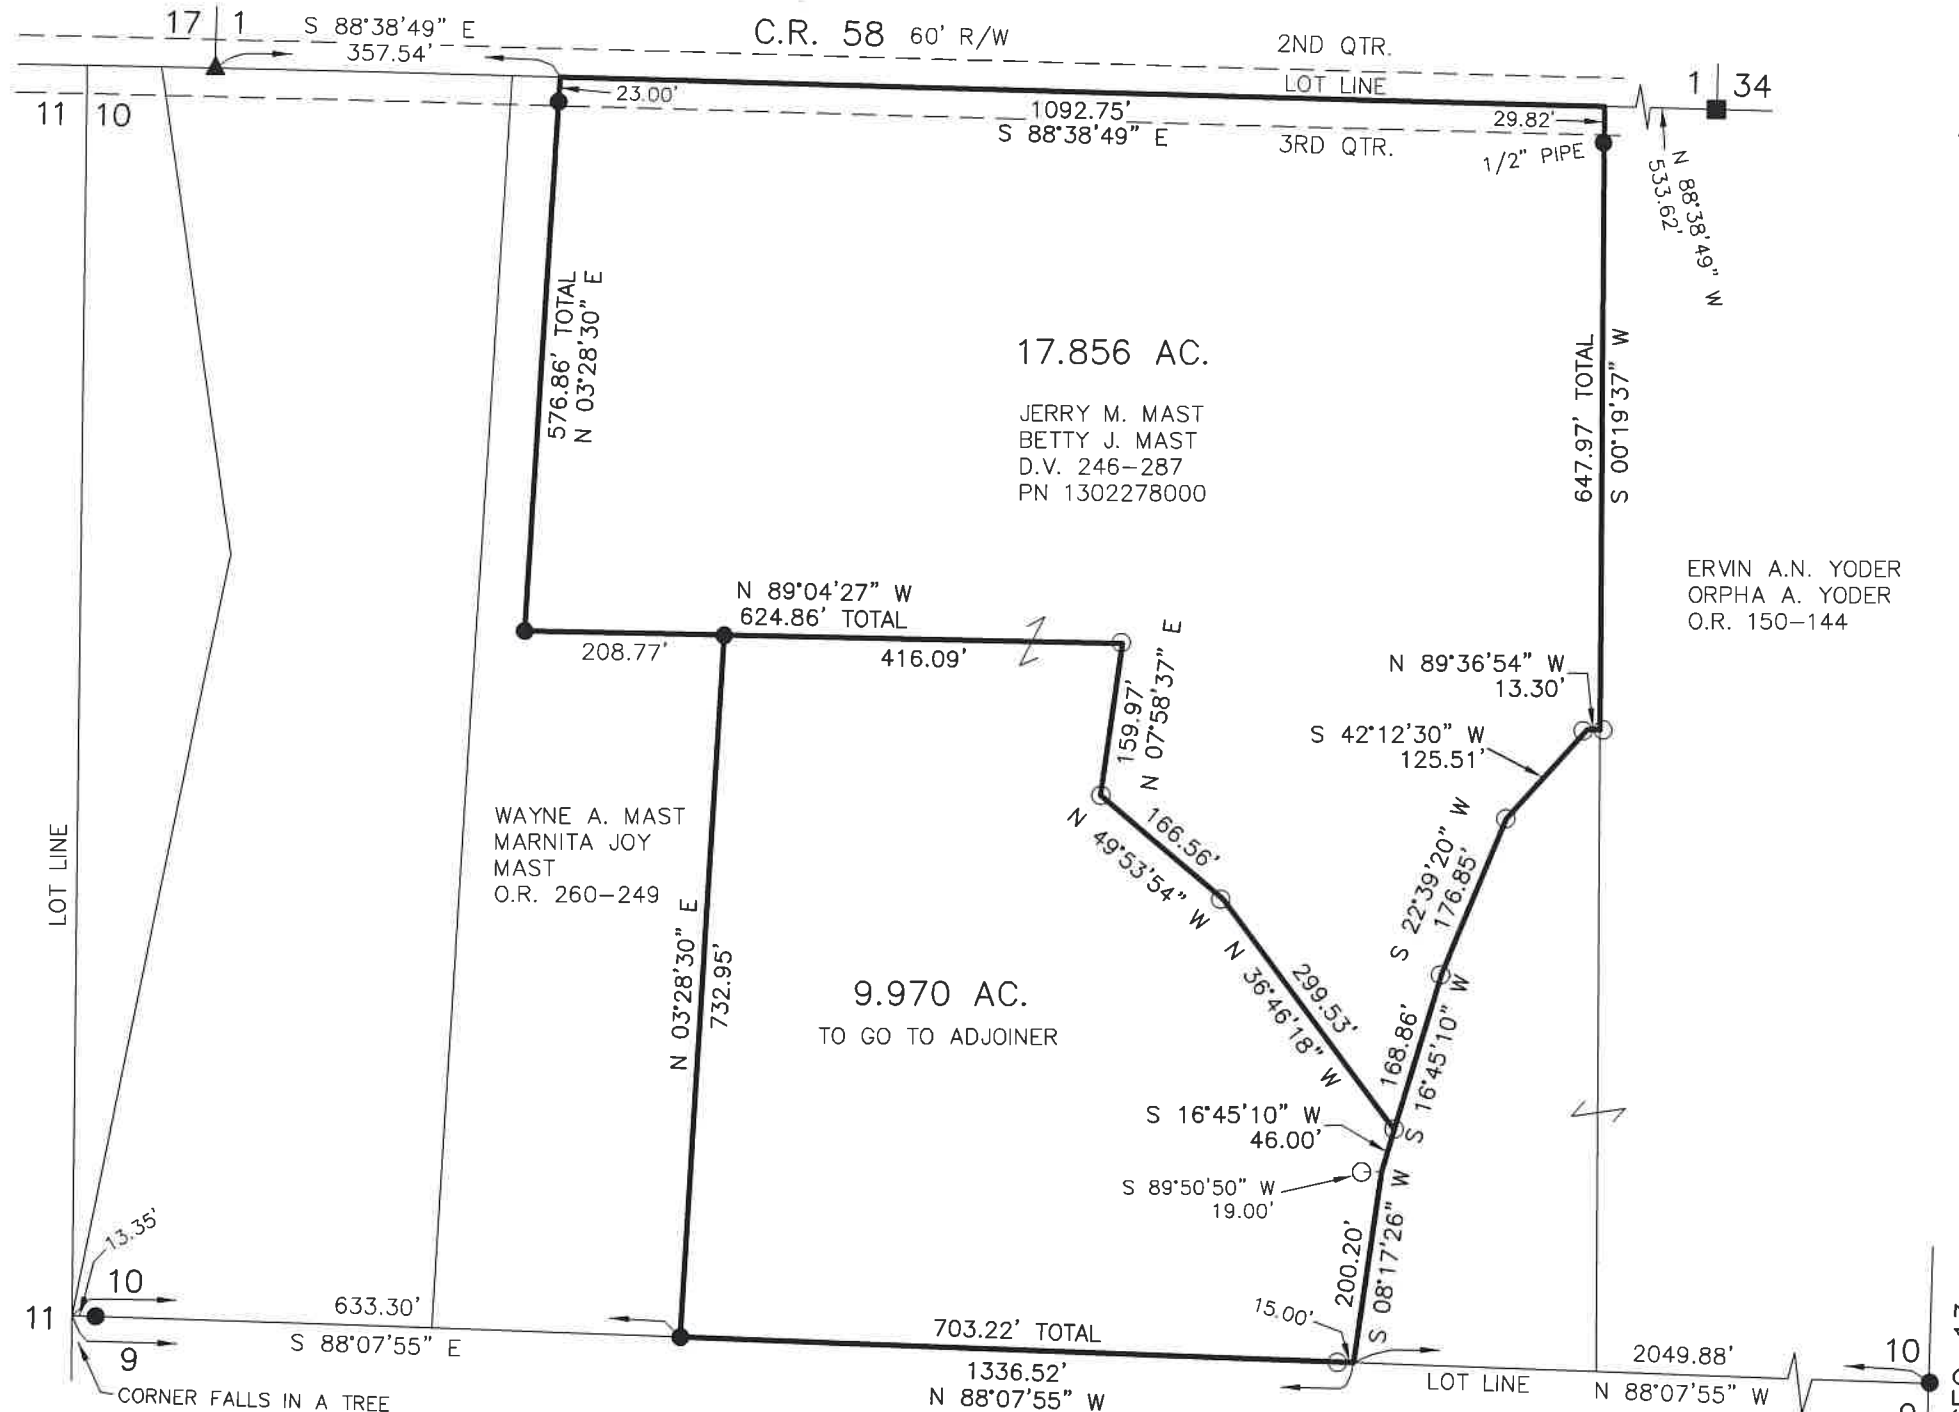 17 1
S 88°38'49" E
357.54'
C.R. 58 60' R/W
2ND QTR.
LOT LINE
1 34
11 10
23.00'
1092.75'
S 88°38'49" E
29.82'
3RD QTR.
1/2" PIPE
N 88°38'49" W
533.62'
576.86' TOTAL
N 03°28'30" E
17.856 AC.
JERRY M. MAST
BETTY J. MAST
D.V. 246-287
PN 1302278000
647.97' TOTAL
S 00°19'37" W
ERVIN A.N. YODER
ORPHA A. YODER
O.R. 150-144
N 89°04'27" W
624.86' TOTAL
208.77'
416.09'
159.97'
N 07°58'37" E
N 89°36'54" W
13.30'
S 42°12'30" W
125.51'
166.56'
N 49°53'54" W
S 22°39'20" W
176.85'
WAYNE A. MAST
MARNITA JOY
MAST
O.R. 260-249
LOT LINE
N 03°28'30" E
732.95'
9.970 AC.
TO GO TO ADJOINER
299.53'
N 36°46'18" W
168.86'
S 16°45'10" W
S 16°45'10" W
46.00'
S 89°50'50" W
19.00'
200.20'
S 08°17'26" W
15.00'
13.35'
10
11
9
633.30'
S 88°07'55" E
CORNER FALLS IN A TREE
703.22' TOTAL
1336.52'
N 88°07'55" W
LOT LINE
2049.88'
N 88°07'55" W
10